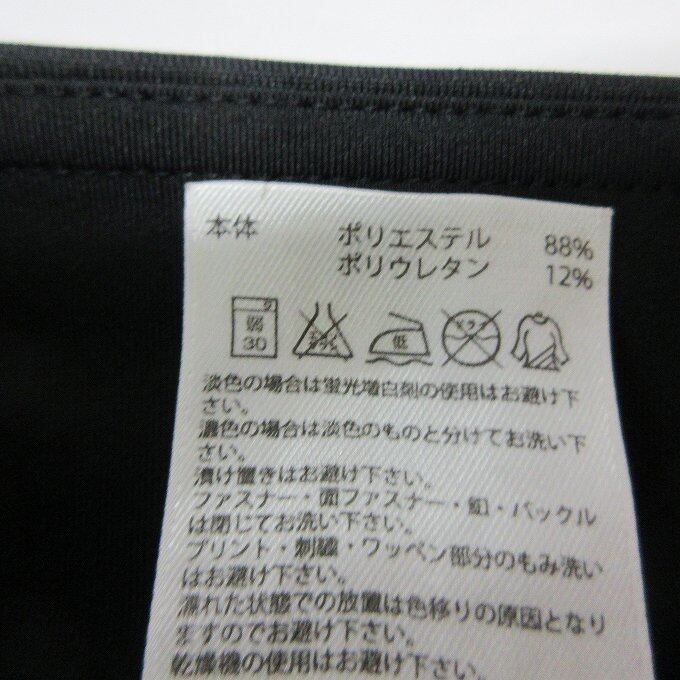 本体 ポリエステル 88%
ポリウレタン 12%
弱 30 低 ドライ
淡色の場合は蛍光増白剤の使用はお避け下
さい。
濃色の場合は淡色のものと分けてお洗い下
さい。
漬け置きはお避け下さい。
ファスナー・面ファスナー・釦・バックル
は閉じてお洗い下さい。
プリント・刺繍・ワッペン部分のもみ洗い
はお避け下さい。
濡れた状態での放置は色移りの原因となり
ますのでお避け下さい。
乾燥機の使用はお避け下さい。